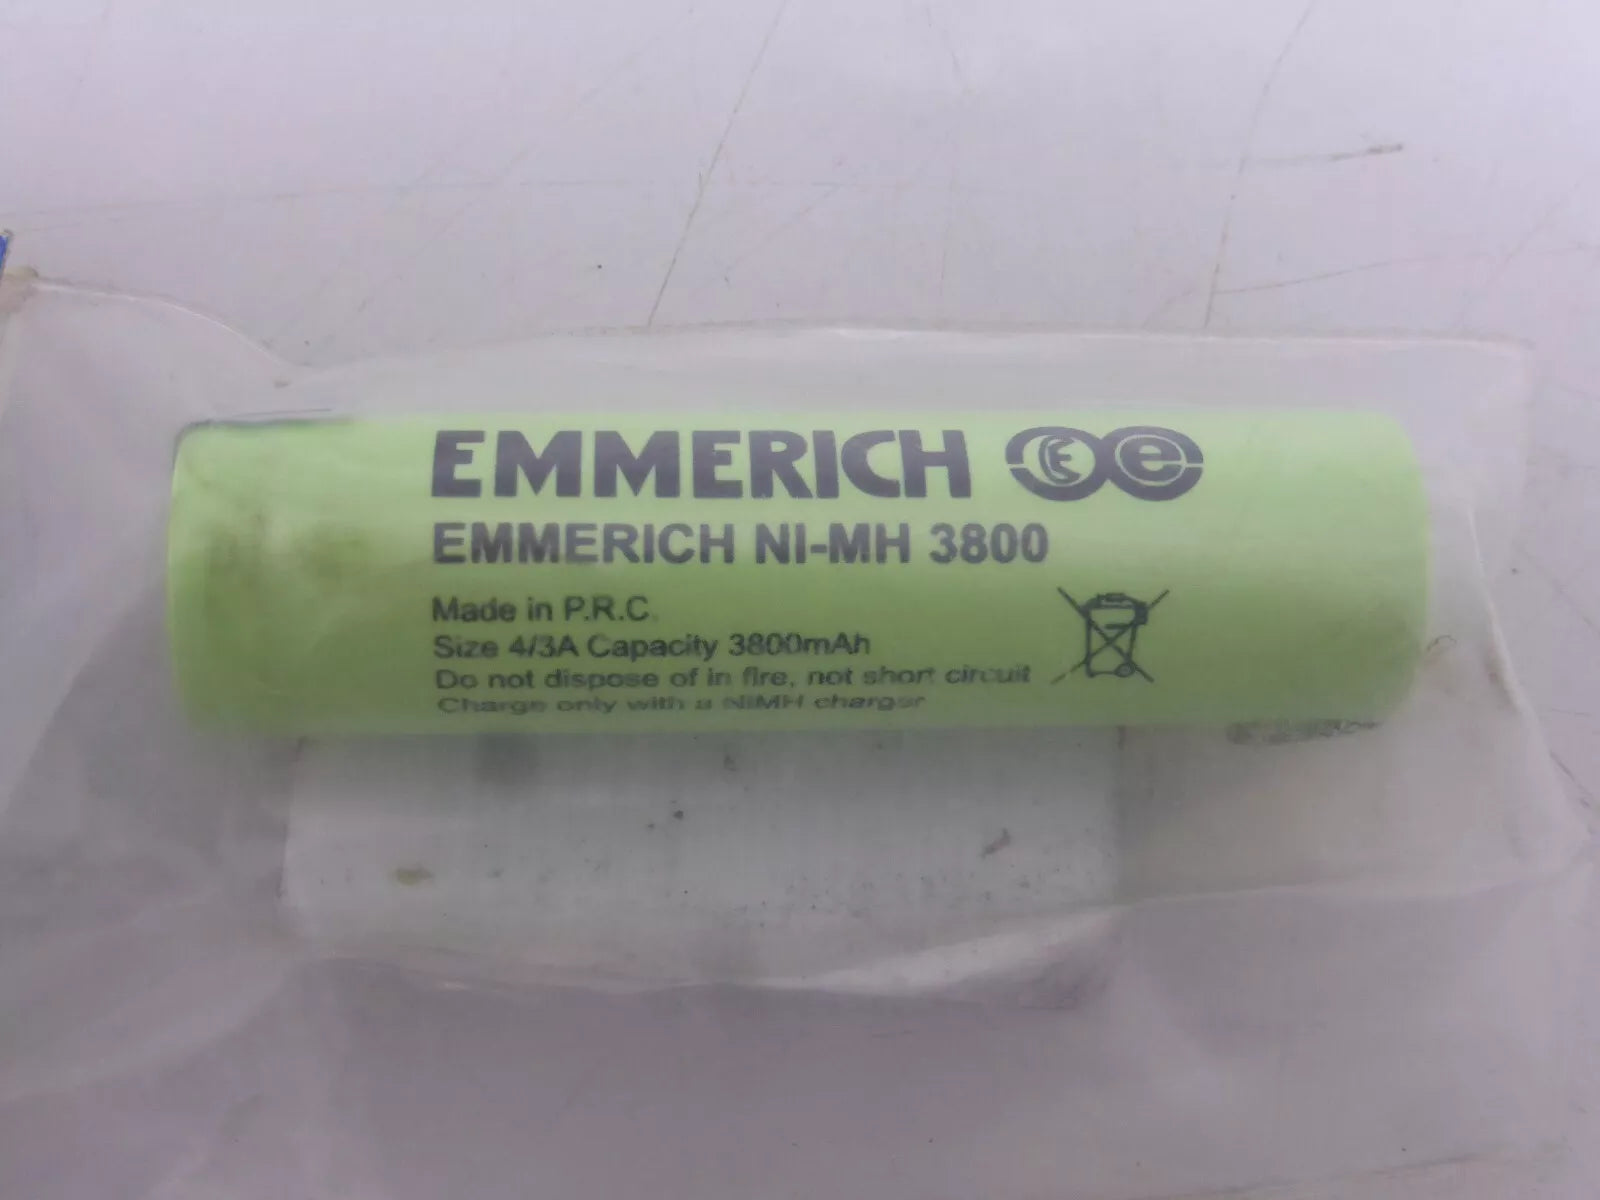 EMMERICH
EMMERICH NI-MH 3800
Made in P.R.C.
Size 4/3A Capacity 3800mAh
Do not dispose of in fire, not short circuit
Charge only with a NiMH charger